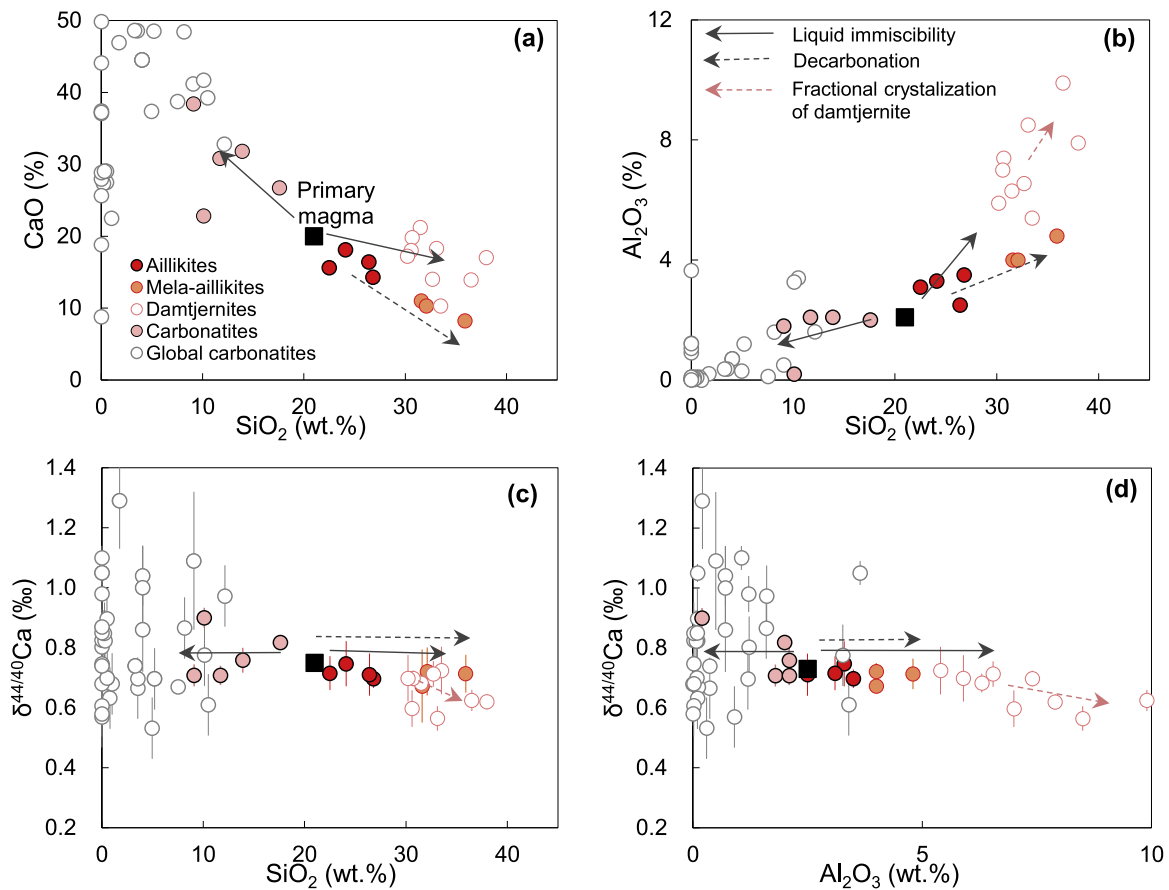 50
40
30
20
10
0
CaO (%)
(a)
Primary
magma
Aillikites
Mela-aillikites
Damtjernites
Carbonatites
Global carbonatites
0 10 20 30 40
SiO2 (wt.%)
12
8
4
0
Al2O3 (%)
(b)
Liquid immiscibility
Decarbonation
Fractional crystalization
of damtjernite
0 10 20 30 40
SiO2 (wt.%)
1.4
1.2
1.0
0.8
0.6
0.4
0.2
δ44/40Ca (‰)
(c)
0 10 20 30 40
SiO2 (wt.%)
1.4
1.2
1.0
0.8
0.6
0.4
0.2
δ44/40Ca (‰)
(d)
0 5 10
Al2O3 (wt.%)